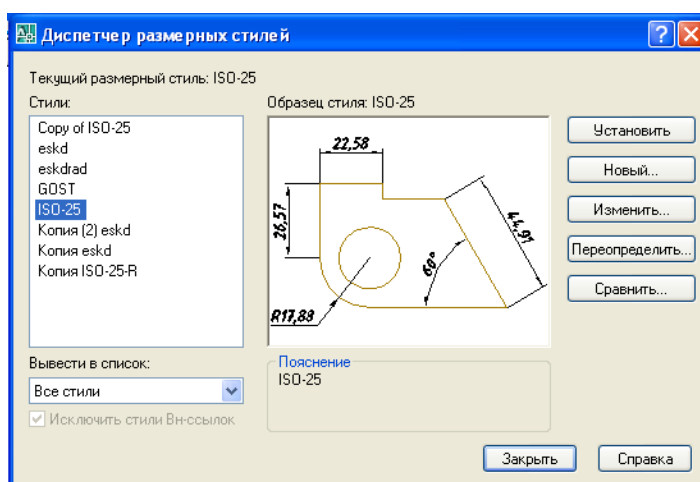 Диспетчер размерных стилей
Текущий размерный стиль: ISO-25
Стили:
Copy of ISO-25
eskd
eskdrad
GOST
ISO-25
Копия (2) eskd
Копия eskd
Копия ISO-25-R
Вывести в список:
Все стили
Исключить стили Вн-ссылок
Образец стиля: ISO-25
22,58
26,57
44,91
60°
R17,88
Пояснение
ISO-25
Установить
Новый...
Изменить...
Переопределить...
Сравнить...
Закрыть
Справка